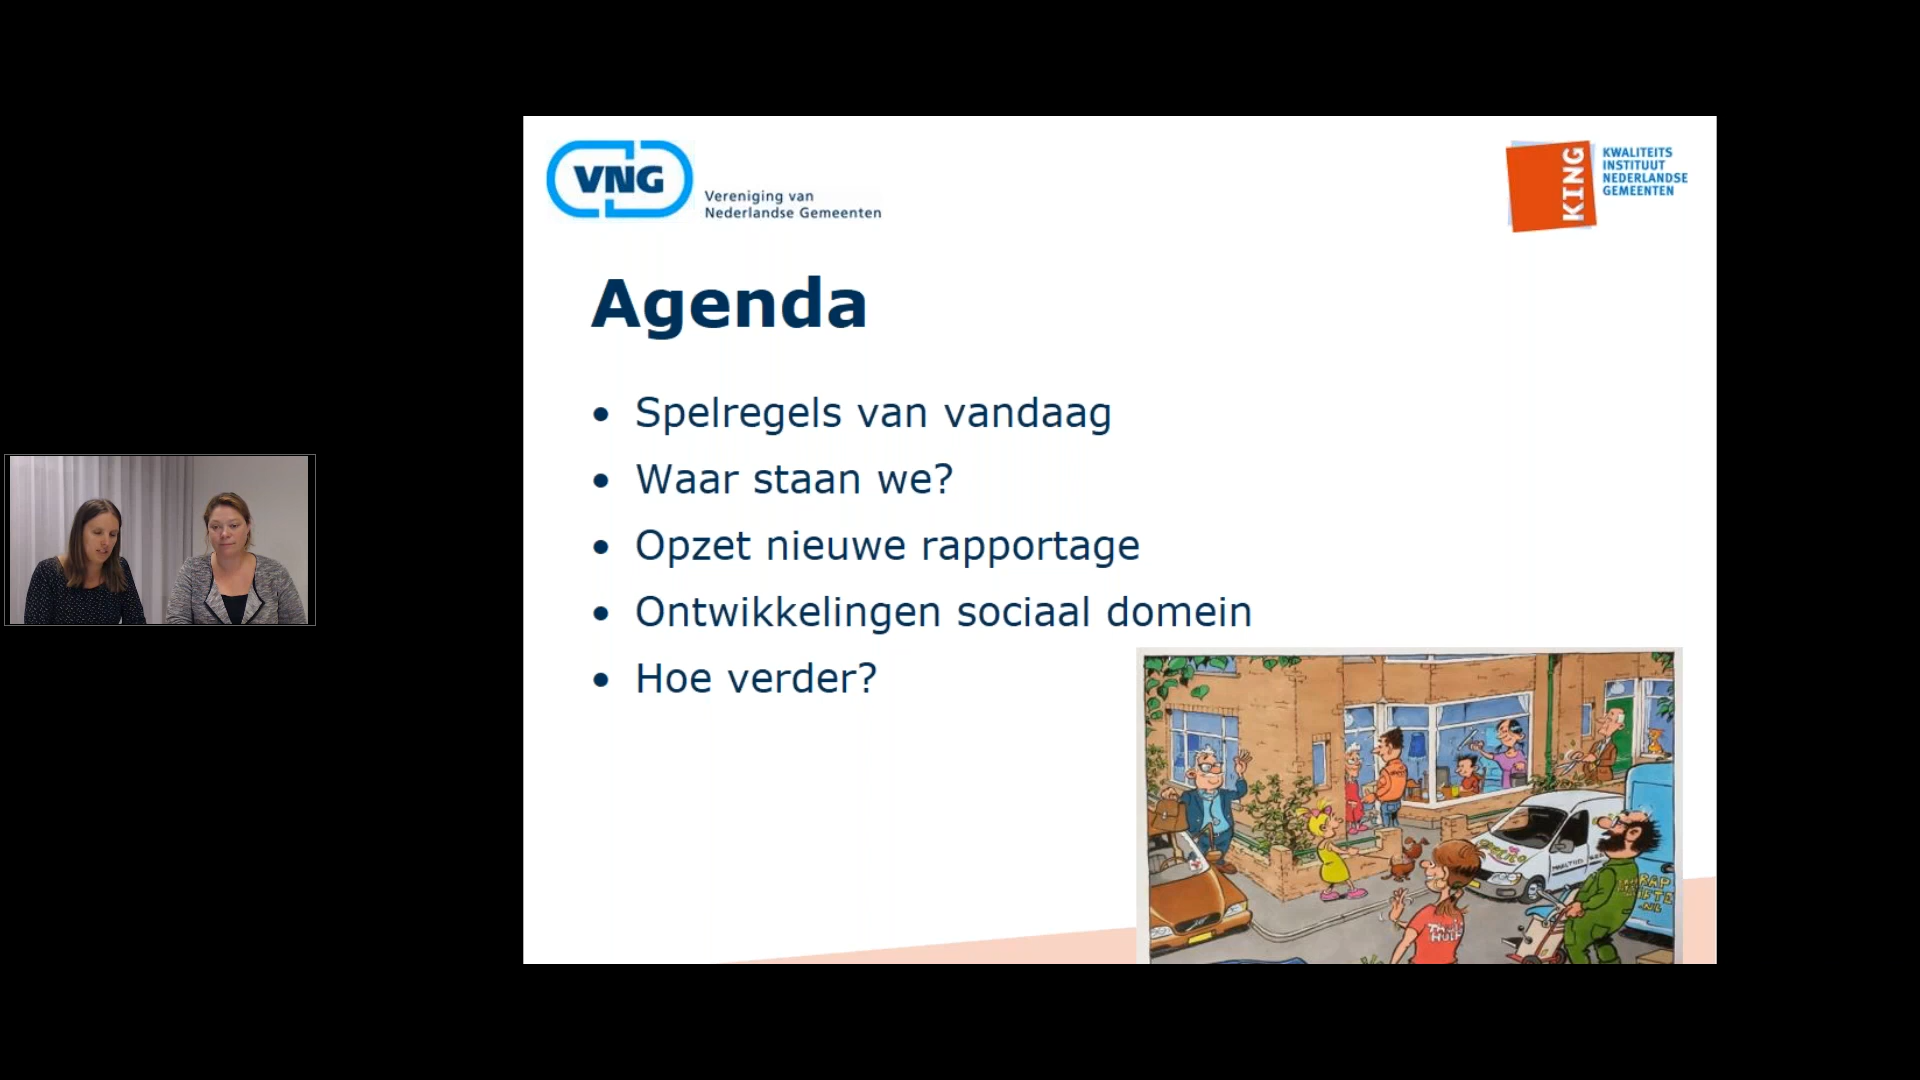 VNG
Vereniging van
Nederlandse Gemeenten
KING
KWALITEITS
INSTITUUT
NEDERLANDSE
GEMEENTEN
Agenda
• Spelregels van vandaag
• Waar staan we?
• Opzet nieuwe rapportage
• Ontwikkelingen sociaal domein
• Hoe verder?